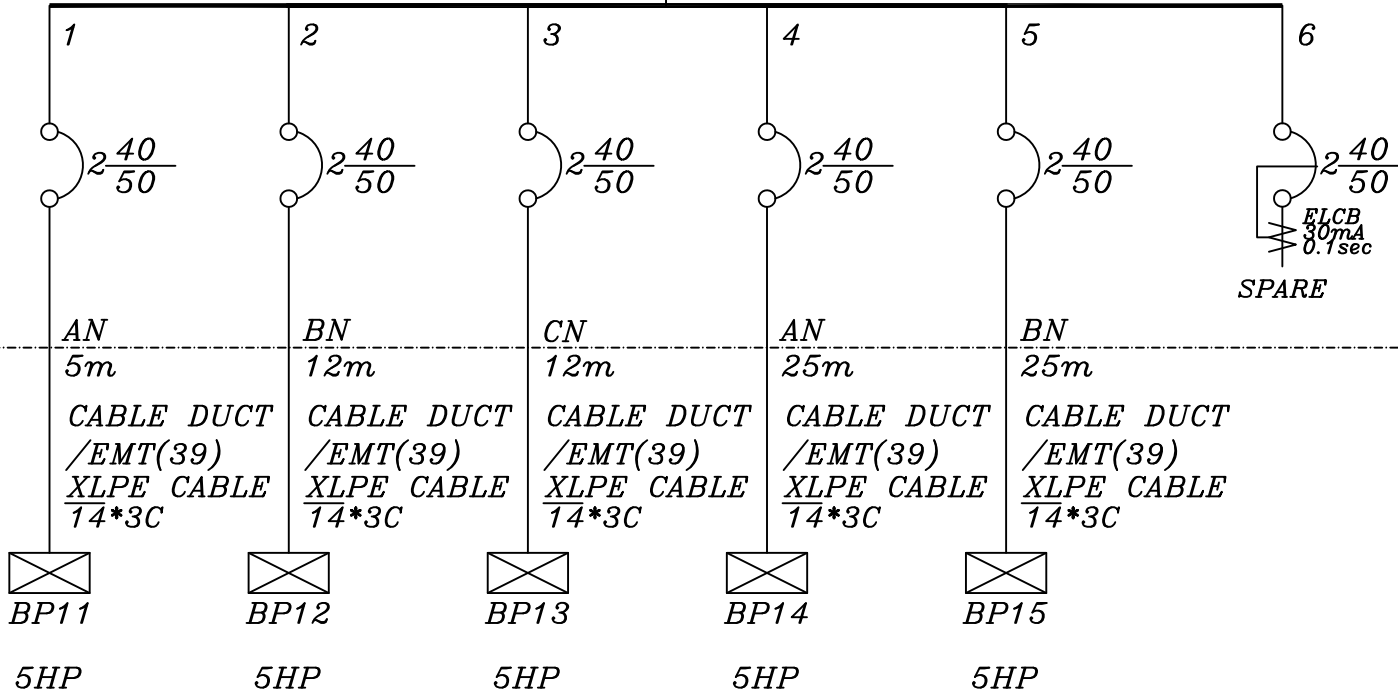 1
2
3
4
5
6
2 40/50
2 40/50
2 40/50
2 40/50
2 40/50
2 40/50
ELCB
30mA
0.1sec
SPARE
AN
BN
CN
AN
BN
5m
12m
12m
25m
25m
CABLE DUCT
/EMT(39)
XLPE CABLE
14*3C
CABLE DUCT
/EMT(39)
XLPE CABLE
14*3C
CABLE DUCT
/EMT(39)
XLPE CABLE
14*3C
CABLE DUCT
/EMT(39)
XLPE CABLE
14*3C
CABLE DUCT
/EMT(39)
XLPE CABLE
14*3C
BP11
BP12
BP13
BP14
BP15
5HP
5HP
5HP
5HP
5HP